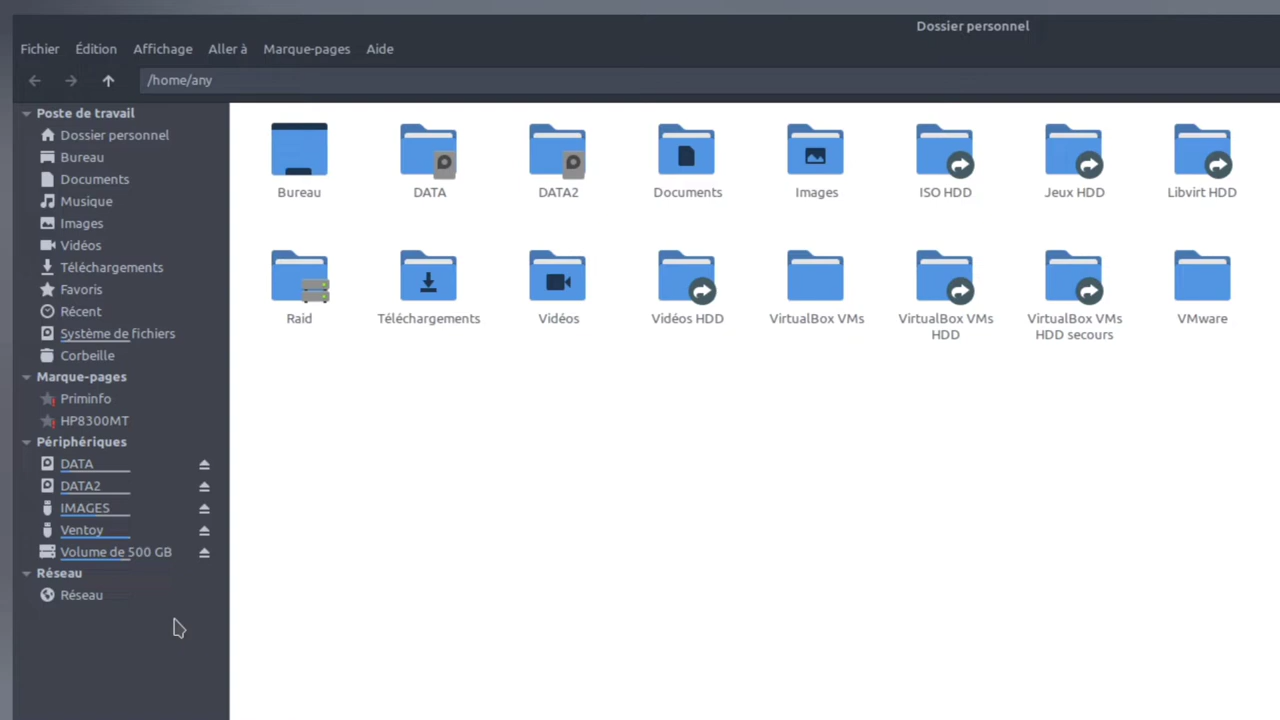 Dossier personnel
Fichier Édition Affichage Aller à Marque-pages Aide
/home/any
Poste de travail
Dossier personnel
Bureau
Documents
Musique
Images
Vidéos
Téléchargements
Favoris
Récent
Système de fichiers
Corbeille
Marque-pages
Priminfo
HP8300MT
Périphériques
DATA
DATA2
IMAGES
Ventoy
Volume de 500 GB
Réseau
Réseau
Bureau
DATA
DATA2
Documents
Images
ISO HDD
Jeux HDD
Libvirt HDD
Raid
Téléchargements
Vidéos
Vidéos HDD
VirtualBox VMs
VirtualBox VMs
HDD
VirtualBox VMs
HDD secours
VMware